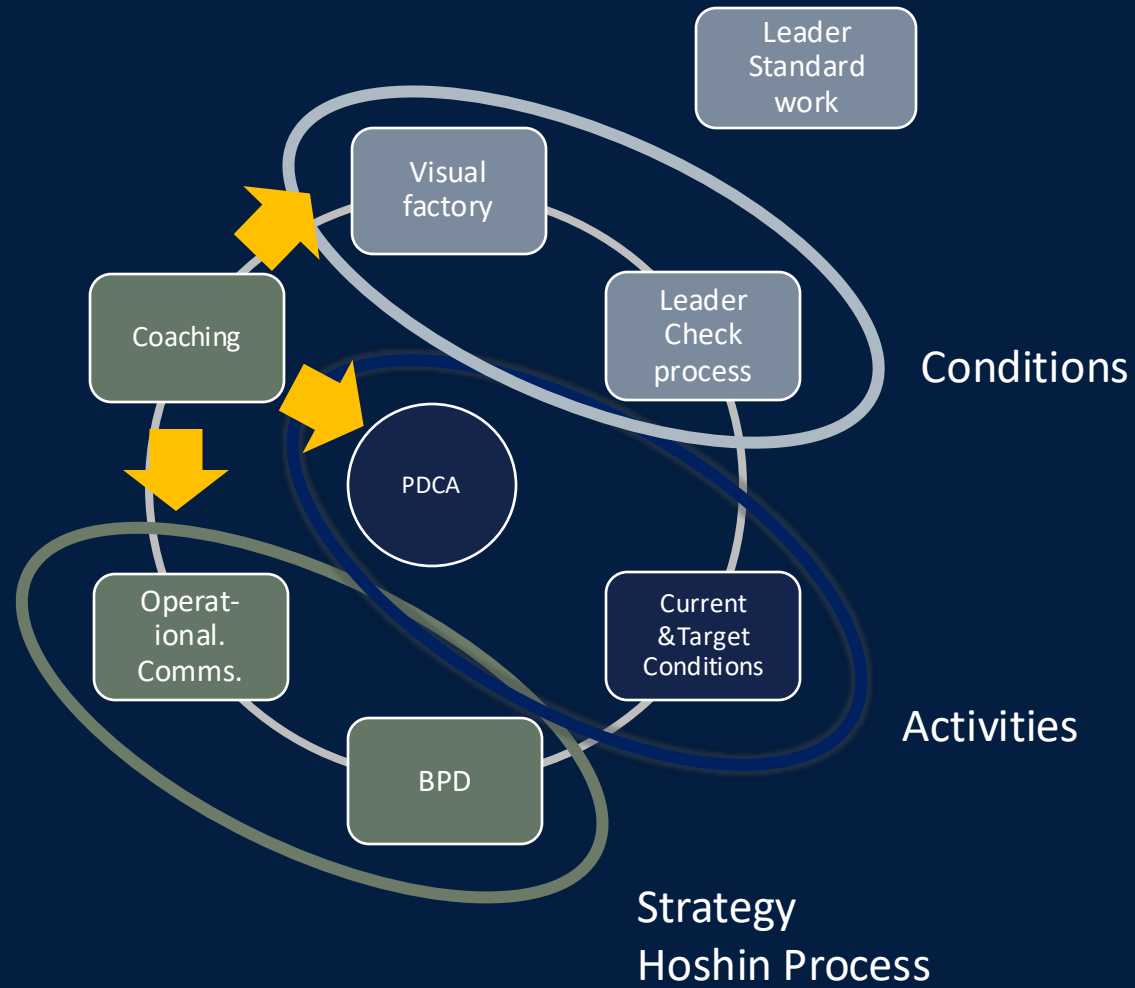 Leader
Standard
work
Visual
factory
Coaching
Leader
Check
process
Conditions
PDCA
Operat-
ional.
Comms.
Current
&Target
Conditions
Activities
BPD
Strategy
Hoshin Process